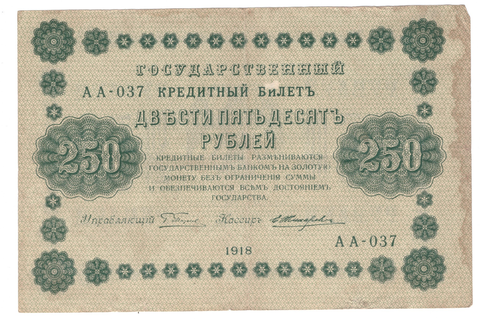 ГОСУДАРСТВЕННЫЙ
АА-037 КРЕДИТНЫЙ БИЛЕТЪ
ДВѢСТИ ПЯТЬДЕСЯТЪ
РУБЛЕЙ
250 250
КРЕДИТНЫЕ БИЛЕТЫ РАЗМѢНИВАЮТСЯ
ГОСУДАРСТВЕННЫМЪ БАНКОМЪ НА ЗОЛОТУЮ
МОНЕТУ БЕЗЪ ОГРАНИЧЕНІЯ СУММЫ
И ОБЕЗПЕЧИВАЮТСЯ ВСѢМЪ ДОСТОЯНІЕМЪ
ГОСУДАРСТВА.
Управляющій Кассиръ
1918
АА-037